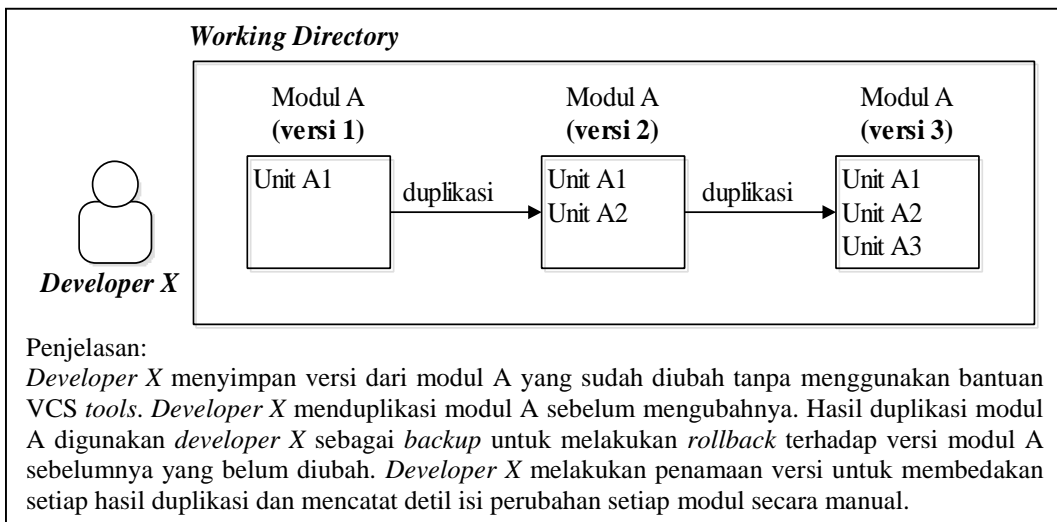 Working Directory
Modul A
(versi 1)
Modul A
(versi 2)
Modul A
(versi 3)
Unit A1
duplikasi
Unit A1
Unit A2
duplikasi
Unit A1
Unit A2
Unit A3
Developer X
Penjelasan:
Developer X menyimpan versi dari modul A yang sudah diubah tanpa menggunakan bantuan
VCS tools. Developer X menduplikasi modul A sebelum mengubahnya. Hasil duplikasi modul
A digunakan developer X sebagai backup untuk melakukan rollback terhadap versi modul A
sebelumnya yang belum diubah. Developer X melakukan penamaan versi untuk membedakan
setiap hasil duplikasi dan mencatat detil isi perubahan setiap modul secara manual.